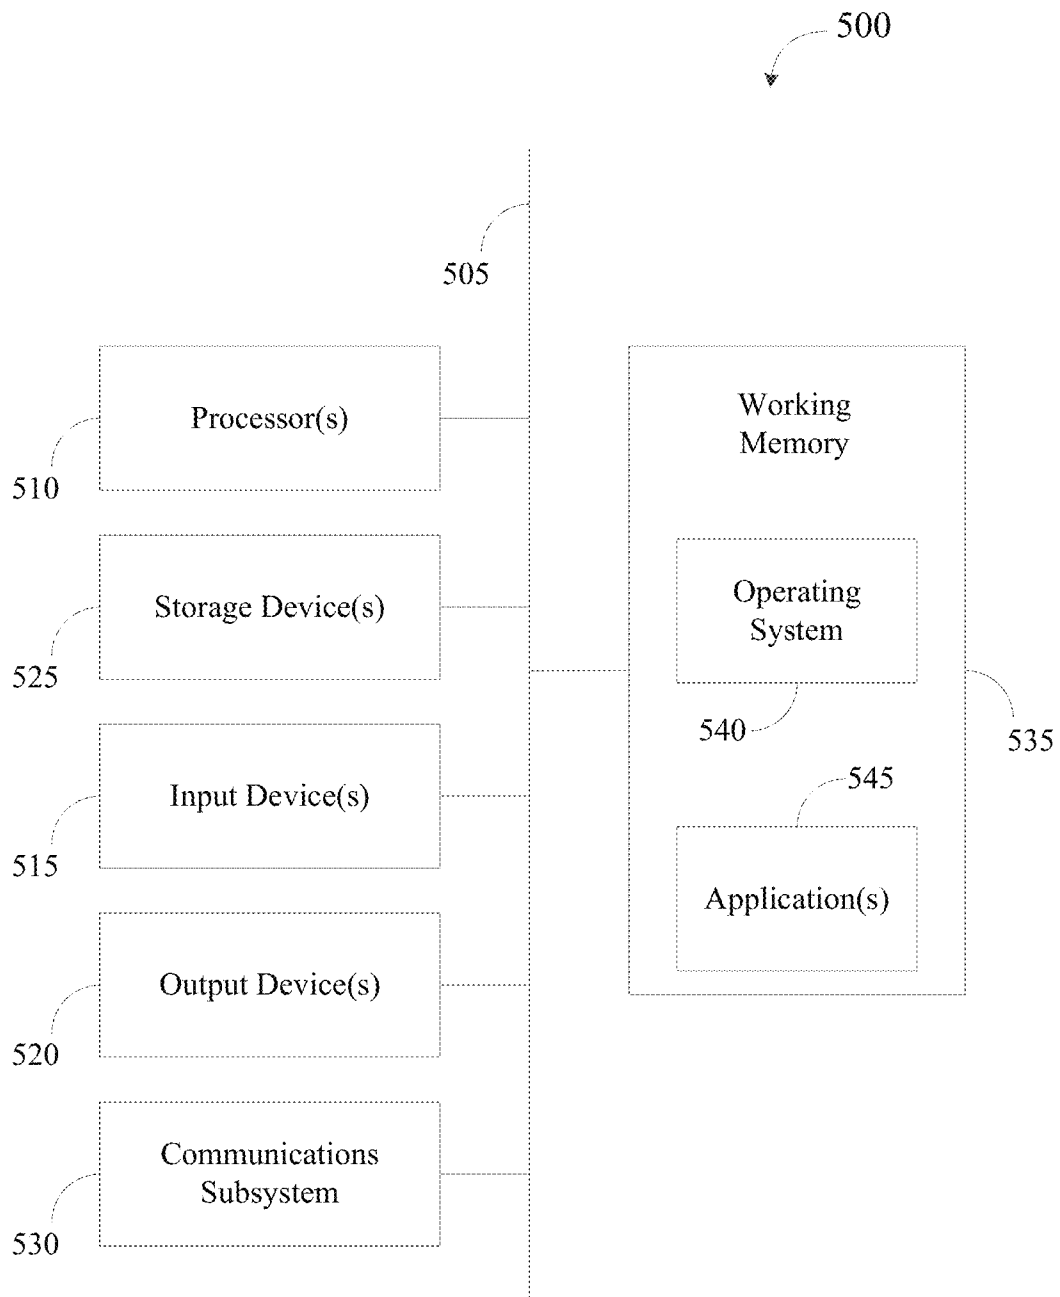 500
505
Processor(s)
510
Storage Device(s)
525
Input Device(s)
515
Output Device(s)
520
Communications
Subsystem
530
Working
Memory
Operating
System
540
535
545
Application(s)